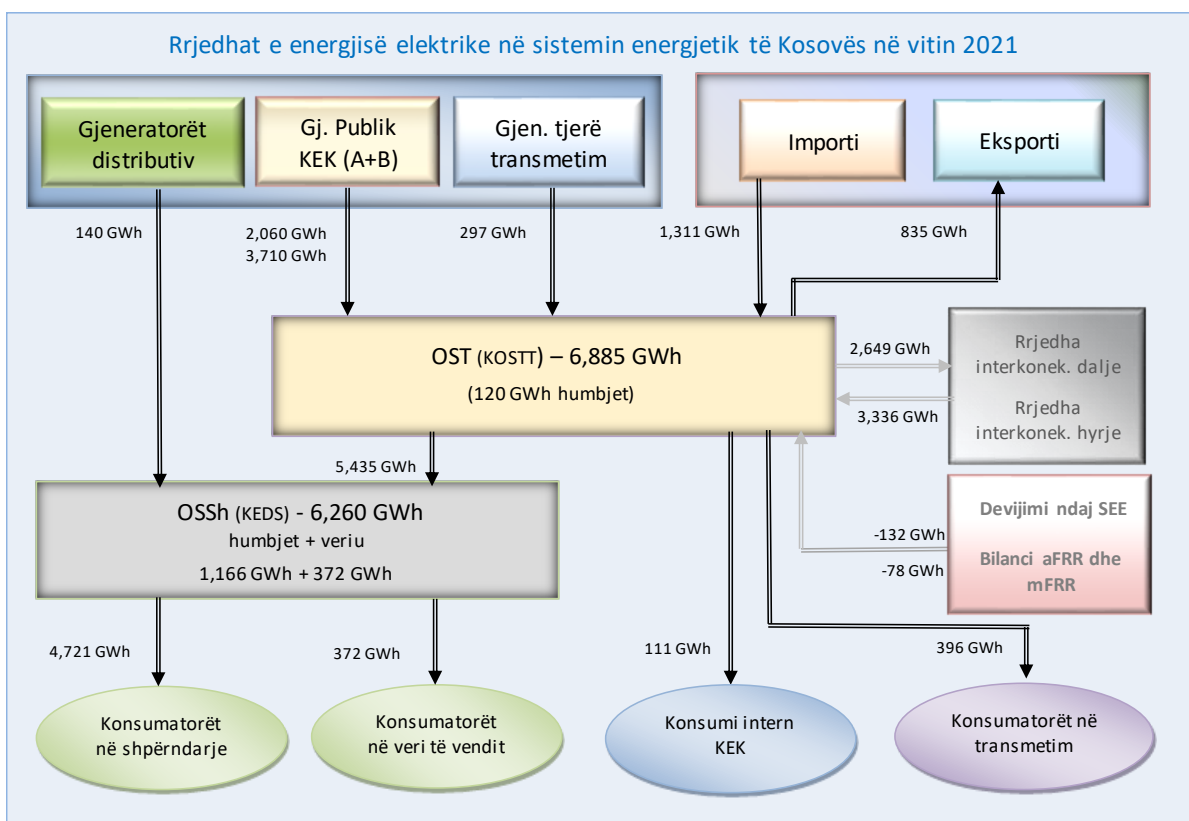 Rrjedhat e energjisë elektrike në sistemin energjetik të Kosovës në vitin 2021
Gjeneratorët
distributiv
Gj. Publik
KEK (A+B)
Gjen. tjerë
transmetim
Importi
Eksporti
140 GWh
2,060 GWh
3,710 GWh
297 GWh
1,311 GWh
835 GWh
OST (KOSTT) – 6,885 GWh
(120 GWh humbjet)
2,649 GWh
3,336 GWh
Rrjedha
interkonek. dalje
Rrjedha
interkonek. hyrje
5,435 GWh
OSSh (KEDS) - 6,260 GWh
humbjet + veriu
1,166 GWh + 372 GWh
-132 GWh
-78 GWh
Devijimi ndaj SEE
Bilanci aFRR dhe
mFRR
4,721 GWh
372 GWh
111 GWh
396 GWh
Konsumatorët
në shpërndarje
Konsumatorët
në veri të vendit
Konsumi intern
KEK
Konsumatorët në
transmetim